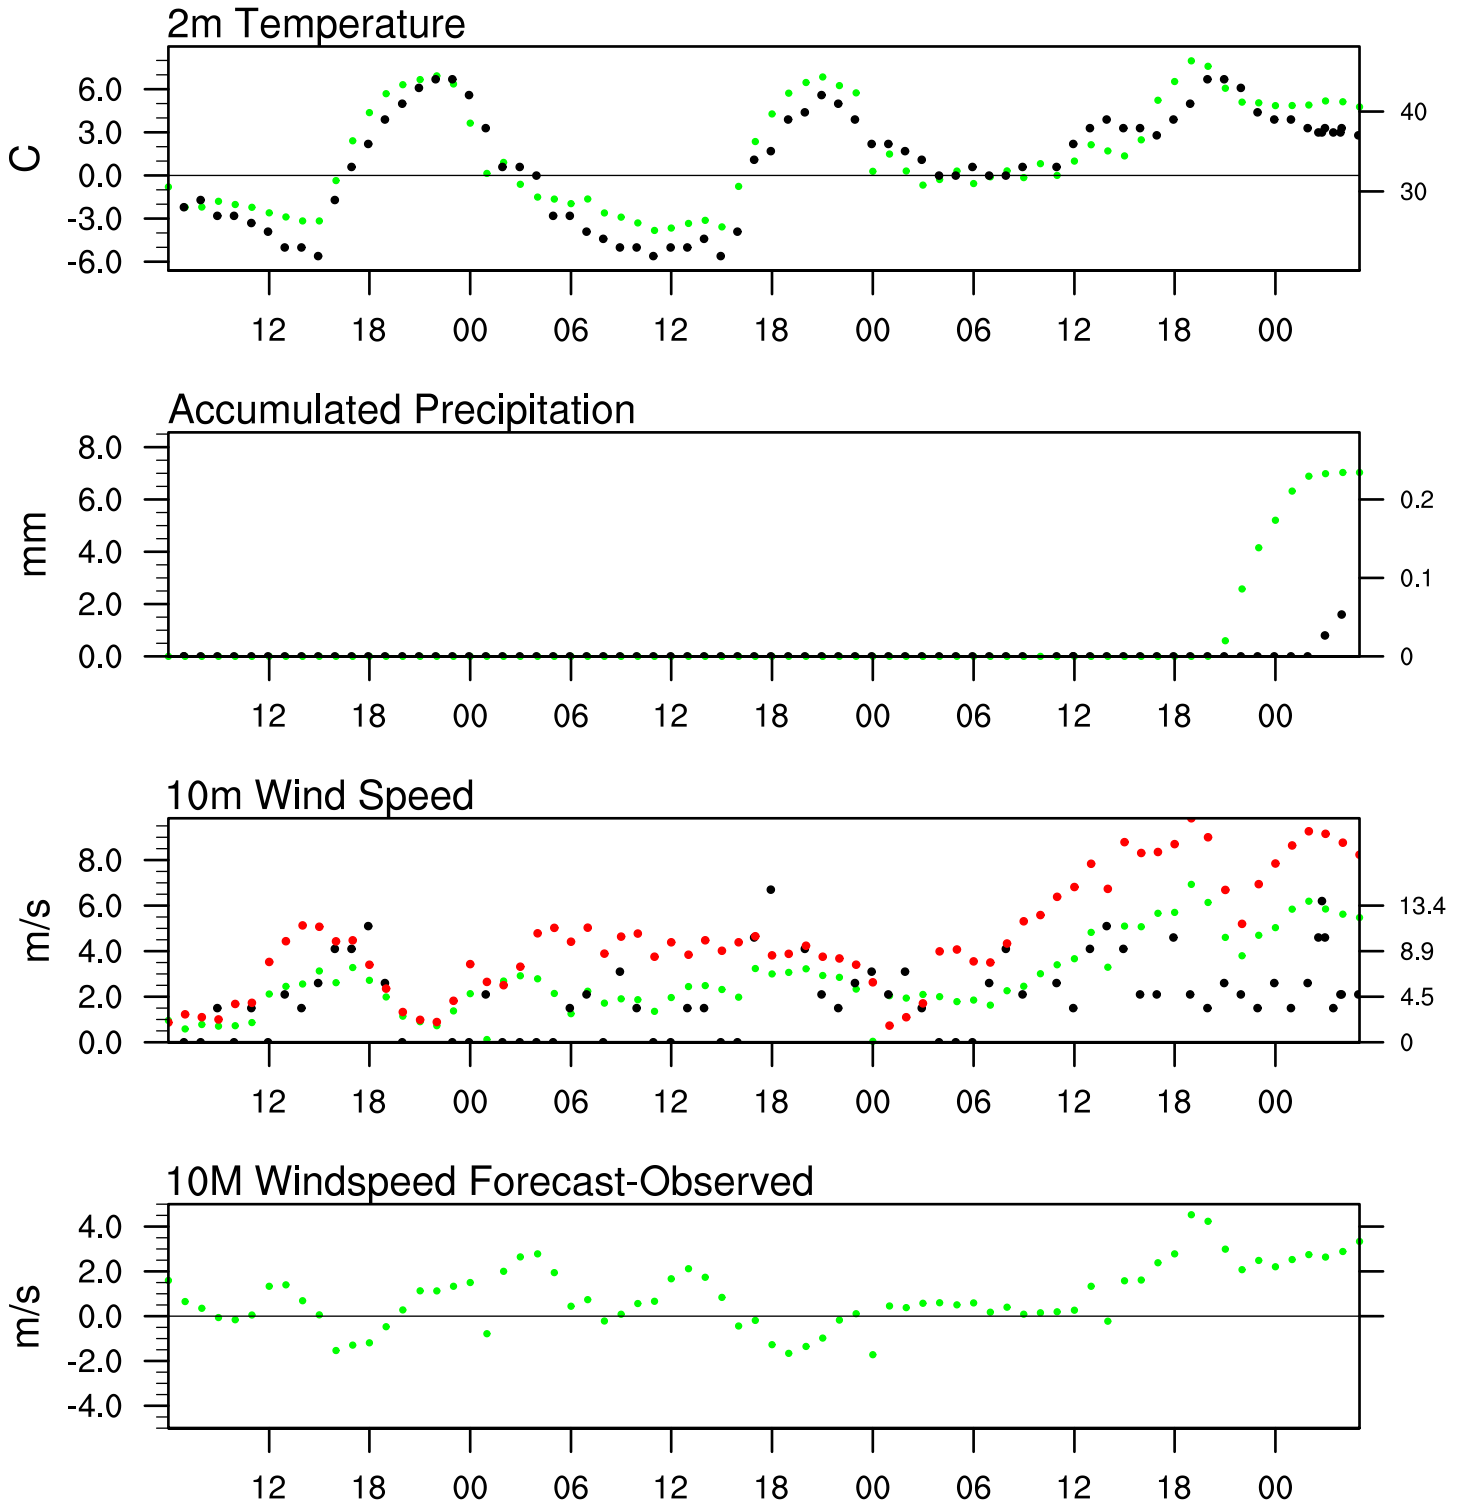 2m Temperature
6.0
3.0
0.0
-3.0
-6.0
C
40
30
12 18 00 06 12 18 00 06 12 18 00
Accumulated Precipitation
8.0
6.0
4.0
2.0
0.0
mm
0.2
0.1
0
12 18 00 06 12 18 00 06 12 18 00
10m Wind Speed
8.0
6.0
4.0
2.0
0.0
m/s
13.4
8.9
4.5
0
12 18 00 06 12 18 00 06 12 18 00
10M Windspeed Forecast-Observed
4.0
2.0
0.0
-2.0
-4.0
m/s
12 18 00 06 12 18 00 06 12 18 00